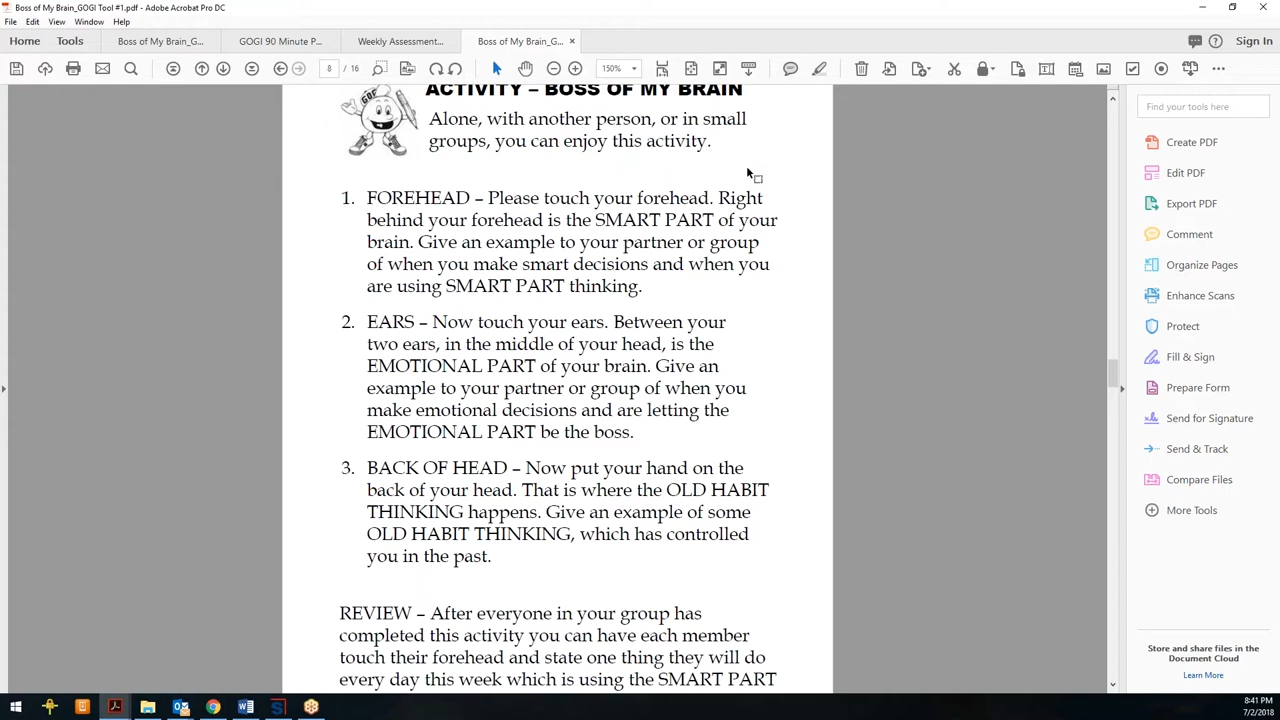 Boss of My Brain_GOGI Tool #1.pdf - Adobe Acrobat Pro DC
File Edit View Window Help
Home Tools Boss of My Brain_G... GOGI 90 Minute P... Weekly Assessment... Boss of My Brain_G... ×
Sign In
8 / 16 150%
ACTIVITY – BOSS OF MY BRAIN
Alone, with another person, or in small
groups, you can enjoy this activity.
1. FOREHEAD – Please touch your forehead. Right
behind your forehead is the SMART PART of your
brain. Give an example to your partner or group
of when you make smart decisions and when you
are using SMART PART thinking.
2. EARS – Now touch your ears. Between your
two ears, in the middle of your head, is the
EMOTIONAL PART of your brain. Give an
example to your partner or group of when you
make emotional decisions and are letting the
EMOTIONAL PART be the boss.
3. BACK OF HEAD – Now put your hand on the
back of your head. That is where the OLD HABIT
THINKING happens. Give an example of some
OLD HABIT THINKING, which has controlled
you in the past.
REVIEW – After everyone in your group has
completed this activity you can have each member
touch their forehead and state one thing they will do
every day this week which is using the SMART PART
Find your tools here
Create PDF
Edit PDF
Export PDF
Comment
Organize Pages
Enhance Scans
Protect
Fill & Sign
Prepare Form
Send for Signature
Send & Track
Compare Files
More Tools
Store and share files in the
Document Cloud
Learn More
8:41 PM
7/2/2018